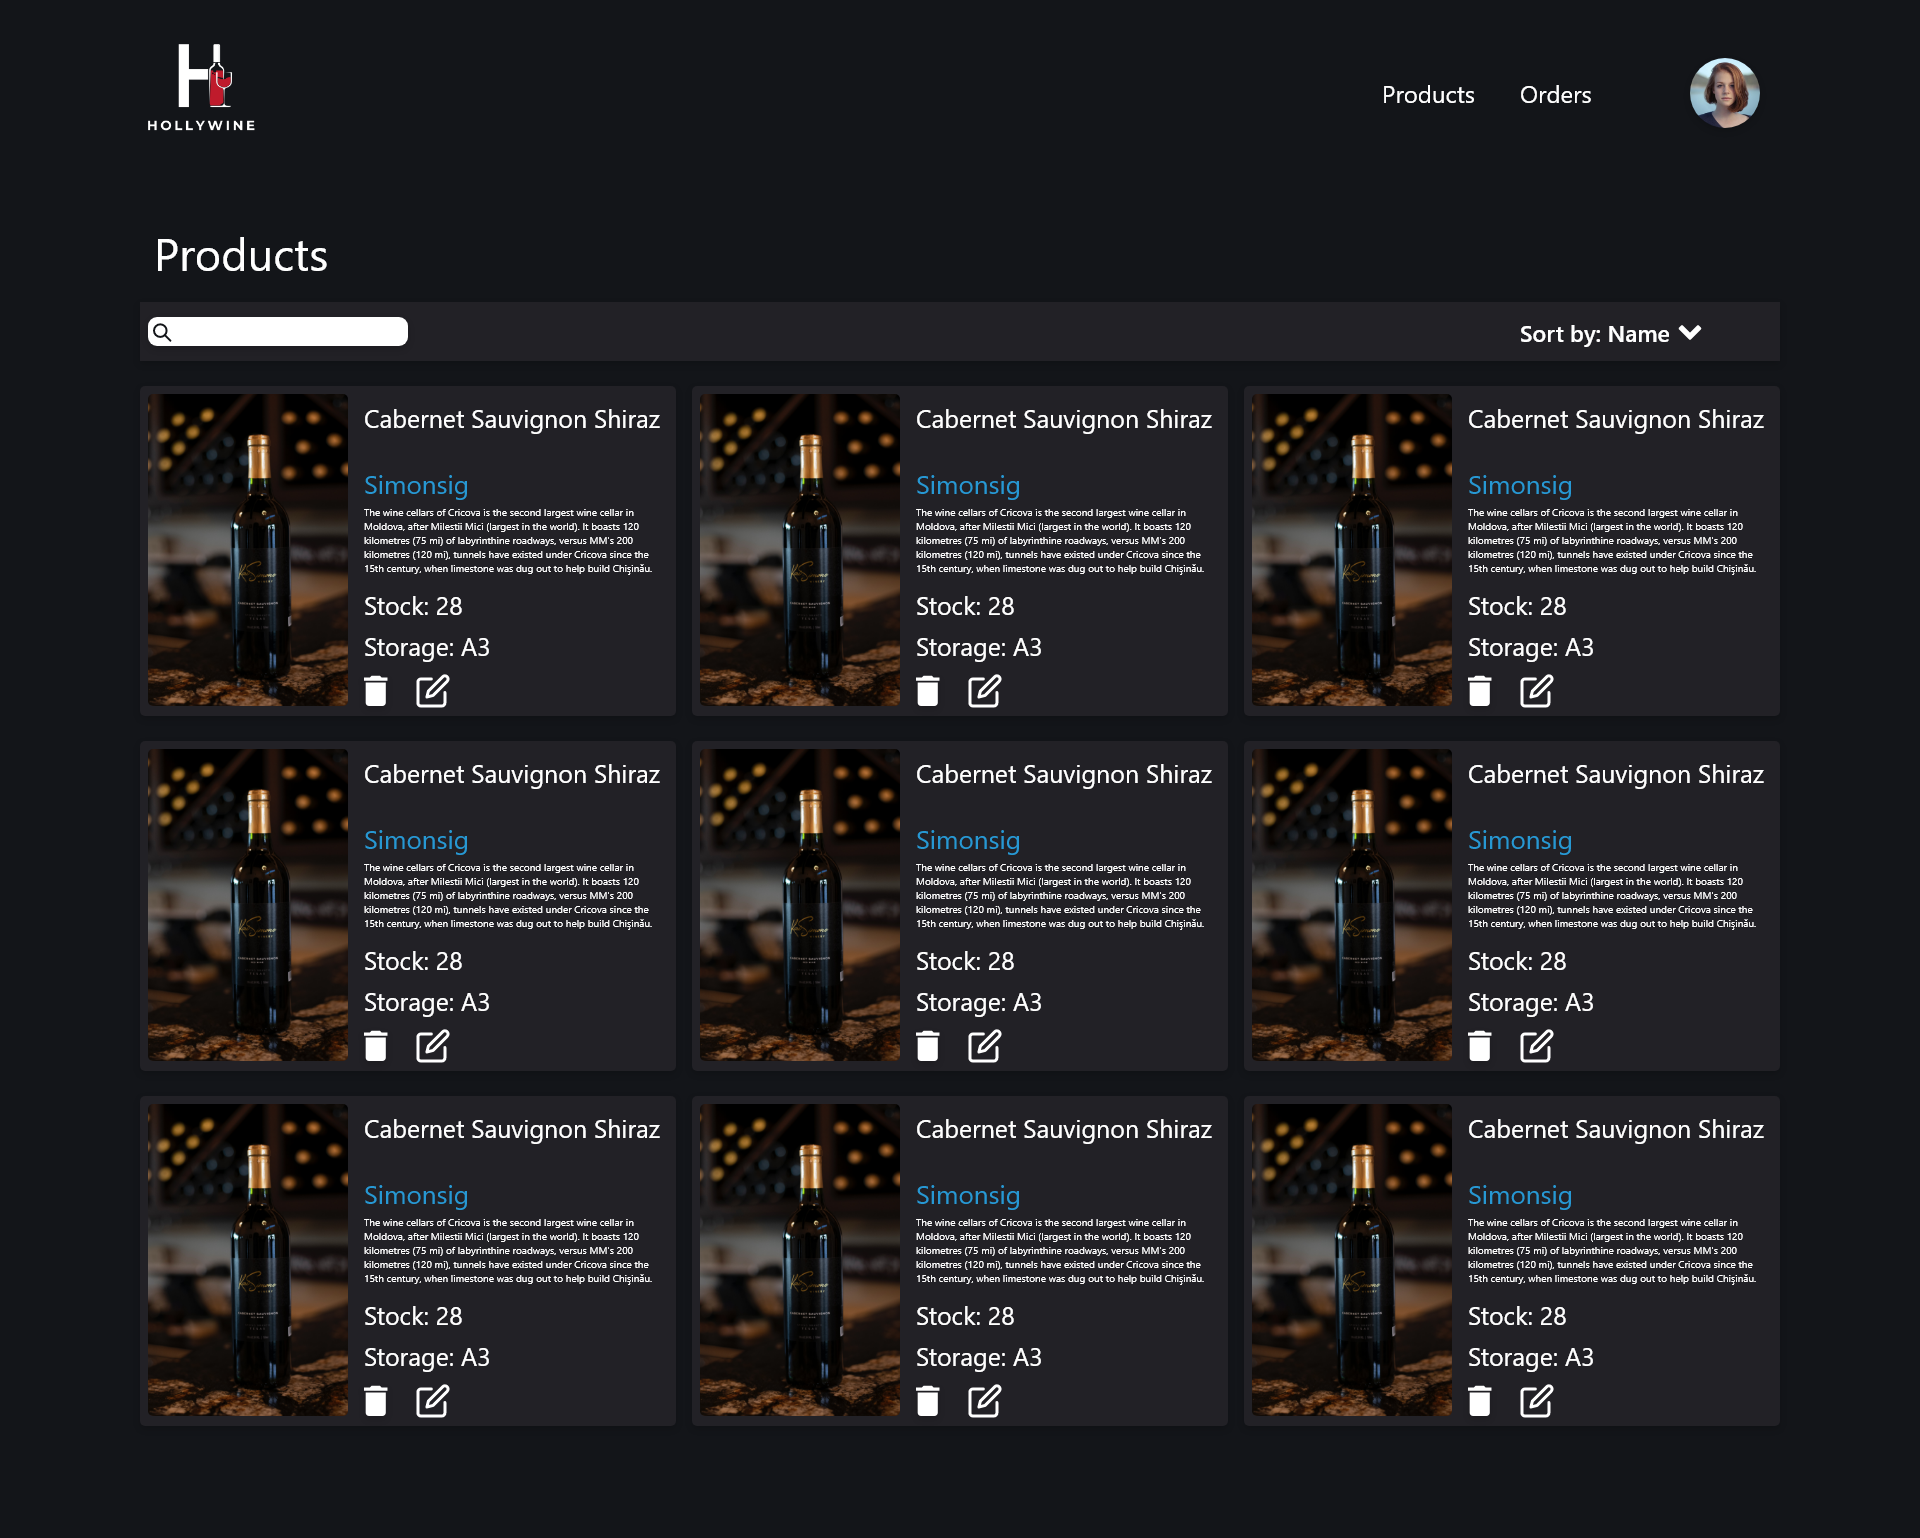 HOLLYWINE
Products
Orders
Products
Sort by: Name
Cabernet Sauvignon Shiraz
Simonsig
The wine cellars of Cricova is the second largest wine cellar in
Moldova, after Milestii Mici (largest in the world). It boasts 120
kilometres (75 mi) of labyrinthine roadways, versus MM's 200
kilometres (120 mi), tunnels have existed under Cricova since the
15th century, when limestone was dug out to help build Chişinău.
Stock: 28
Storage: A3
Cabernet Sauvignon Shiraz
Simonsig
The wine cellars of Cricova is the second largest wine cellar in
Moldova, after Milestii Mici (largest in the world). It boasts 120
kilometres (75 mi) of labyrinthine roadways, versus MM's 200
kilometres (120 mi), tunnels have existed under Cricova since the
15th century, when limestone was dug out to help build Chişinău.
Stock: 28
Storage: A3
Cabernet Sauvignon Shiraz
Simonsig
The wine cellars of Cricova is the second largest wine cellar in
Moldova, after Milestii Mici (largest in the world). It boasts 120
kilometres (75 mi) of labyrinthine roadways, versus MM's 200
kilometres (120 mi), tunnels have existed under Cricova since the
15th century, when limestone was dug out to help build Chişinău.
Stock: 28
Storage: A3
Cabernet Sauvignon Shiraz
Simonsig
The wine cellars of Cricova is the second largest wine cellar in
Moldova, after Milestii Mici (largest in the world). It boasts 120
kilometres (75 mi) of labyrinthine roadways, versus MM's 200
kilometres (120 mi), tunnels have existed under Cricova since the
15th century, when limestone was dug out to help build Chişinău.
Stock: 28
Storage: A3
Cabernet Sauvignon Shiraz
Simonsig
The wine cellars of Cricova is the second largest wine cellar in
Moldova, after Milestii Mici (largest in the world). It boasts 120
kilometres (75 mi) of labyrinthine roadways, versus MM's 200
kilometres (120 mi), tunnels have existed under Cricova since the
15th century, when limestone was dug out to help build Chişinău.
Stock: 28
Storage: A3
Cabernet Sauvignon Shiraz
Simonsig
The wine cellars of Cricova is the second largest wine cellar in
Moldova, after Milestii Mici (largest in the world). It boasts 120
kilometres (75 mi) of labyrinthine roadways, versus MM's 200
kilometres (120 mi), tunnels have existed under Cricova since the
15th century, when limestone was dug out to help build Chişinău.
Stock: 28
Storage: A3
Cabernet Sauvignon Shiraz
Simonsig
The wine cellars of Cricova is the second largest wine cellar in
Moldova, after Milestii Mici (largest in the world). It boasts 120
kilometres (75 mi) of labyrinthine roadways, versus MM's 200
kilometres (120 mi), tunnels have existed under Cricova since the
15th century, when limestone was dug out to help build Chişinău.
Stock: 28
Storage: A3
Cabernet Sauvignon Shiraz
Simonsig
The wine cellars of Cricova is the second largest wine cellar in
Moldova, after Milestii Mici (largest in the world). It boasts 120
kilometres (75 mi) of labyrinthine roadways, versus MM's 200
kilometres (120 mi), tunnels have existed under Cricova since the
15th century, when limestone was dug out to help build Chişinău.
Stock: 28
Storage: A3
Cabernet Sauvignon Shiraz
Simonsig
The wine cellars of Cricova is the second largest wine cellar in
Moldova, after Milestii Mici (largest in the world). It boasts 120
kilometres (75 mi) of labyrinthine roadways, versus MM's 200
kilometres (120 mi), tunnels have existed under Cricova since the
15th century, when limestone was dug out to help build Chişinău.
Stock: 28
Storage: A3